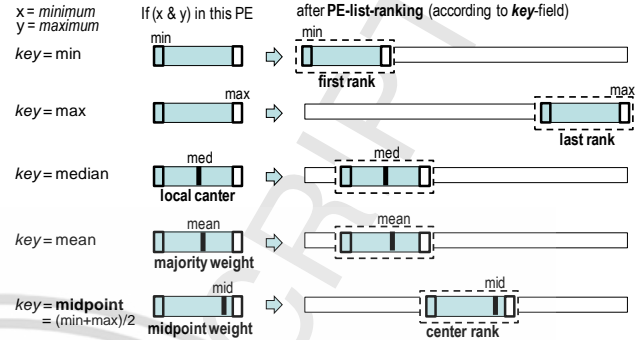 x = minimum
y = maximum
If (x & y) in this PE
after PE-list-ranking (according to key-field)
key = min
min
min
first rank
key = max
max
max
last rank
key = median
med
local canter
med
key = mean
mean
majority weight
mean
key = midpoint
= (min+max)/2
mid
midpoint weight
mid
center rank
CRIPT